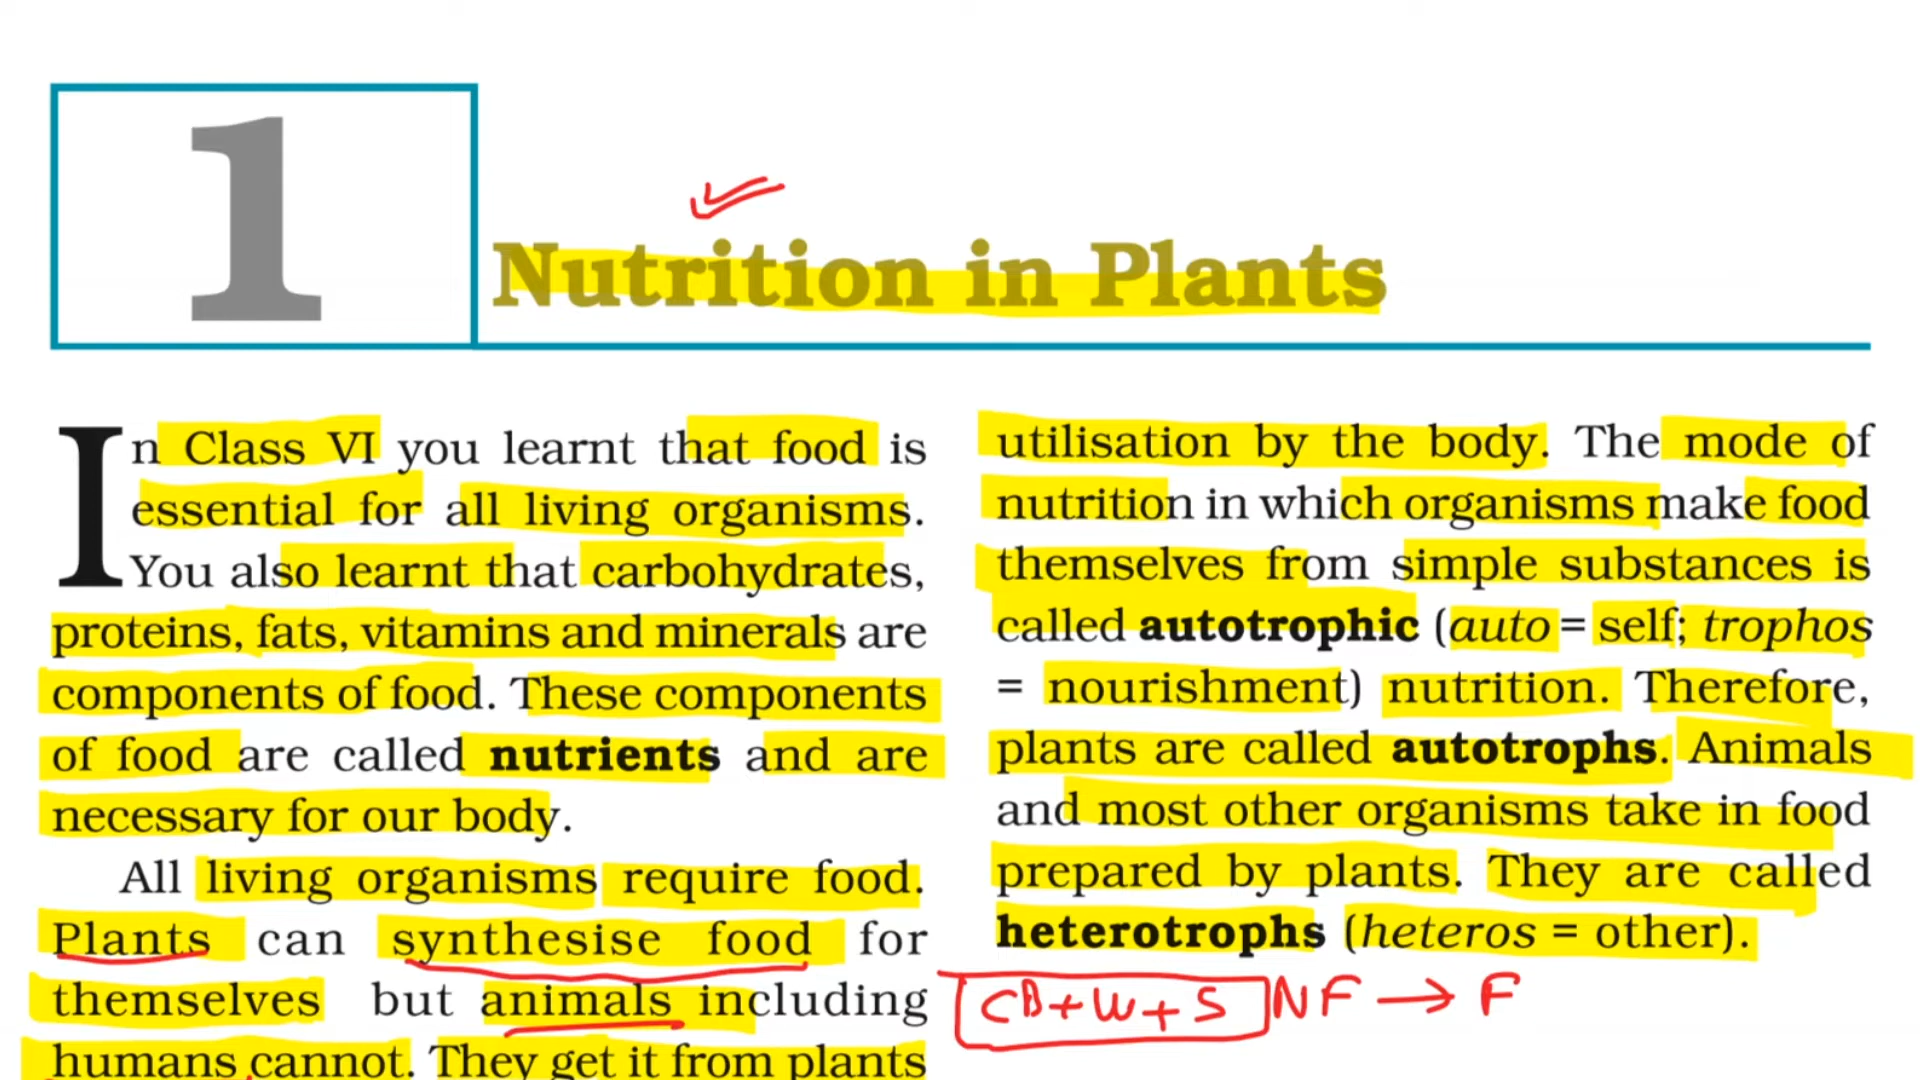 1
Nutrition in Plants
In Class VI you learnt that food is
essential for all living organisms.
You also learnt that carbohydrates,
proteins, fats, vitamins and minerals are
components of food. These components
of food are called nutrients and are
necessary for our body.
All living organisms require food.
Plants can synthesise food for
themselves but animals including
humans cannot. They get it from plants
utilisation by the body. The mode of
nutrition in which organisms make food
themselves from simple substances is
called autotrophic (auto = self; trophos
= nourishment) nutrition. Therefore,
plants are called autotrophs. Animals
and most other organisms take in food
prepared by plants. They are called
heterotrophs (heteros = other).
CB+W+S NF → F